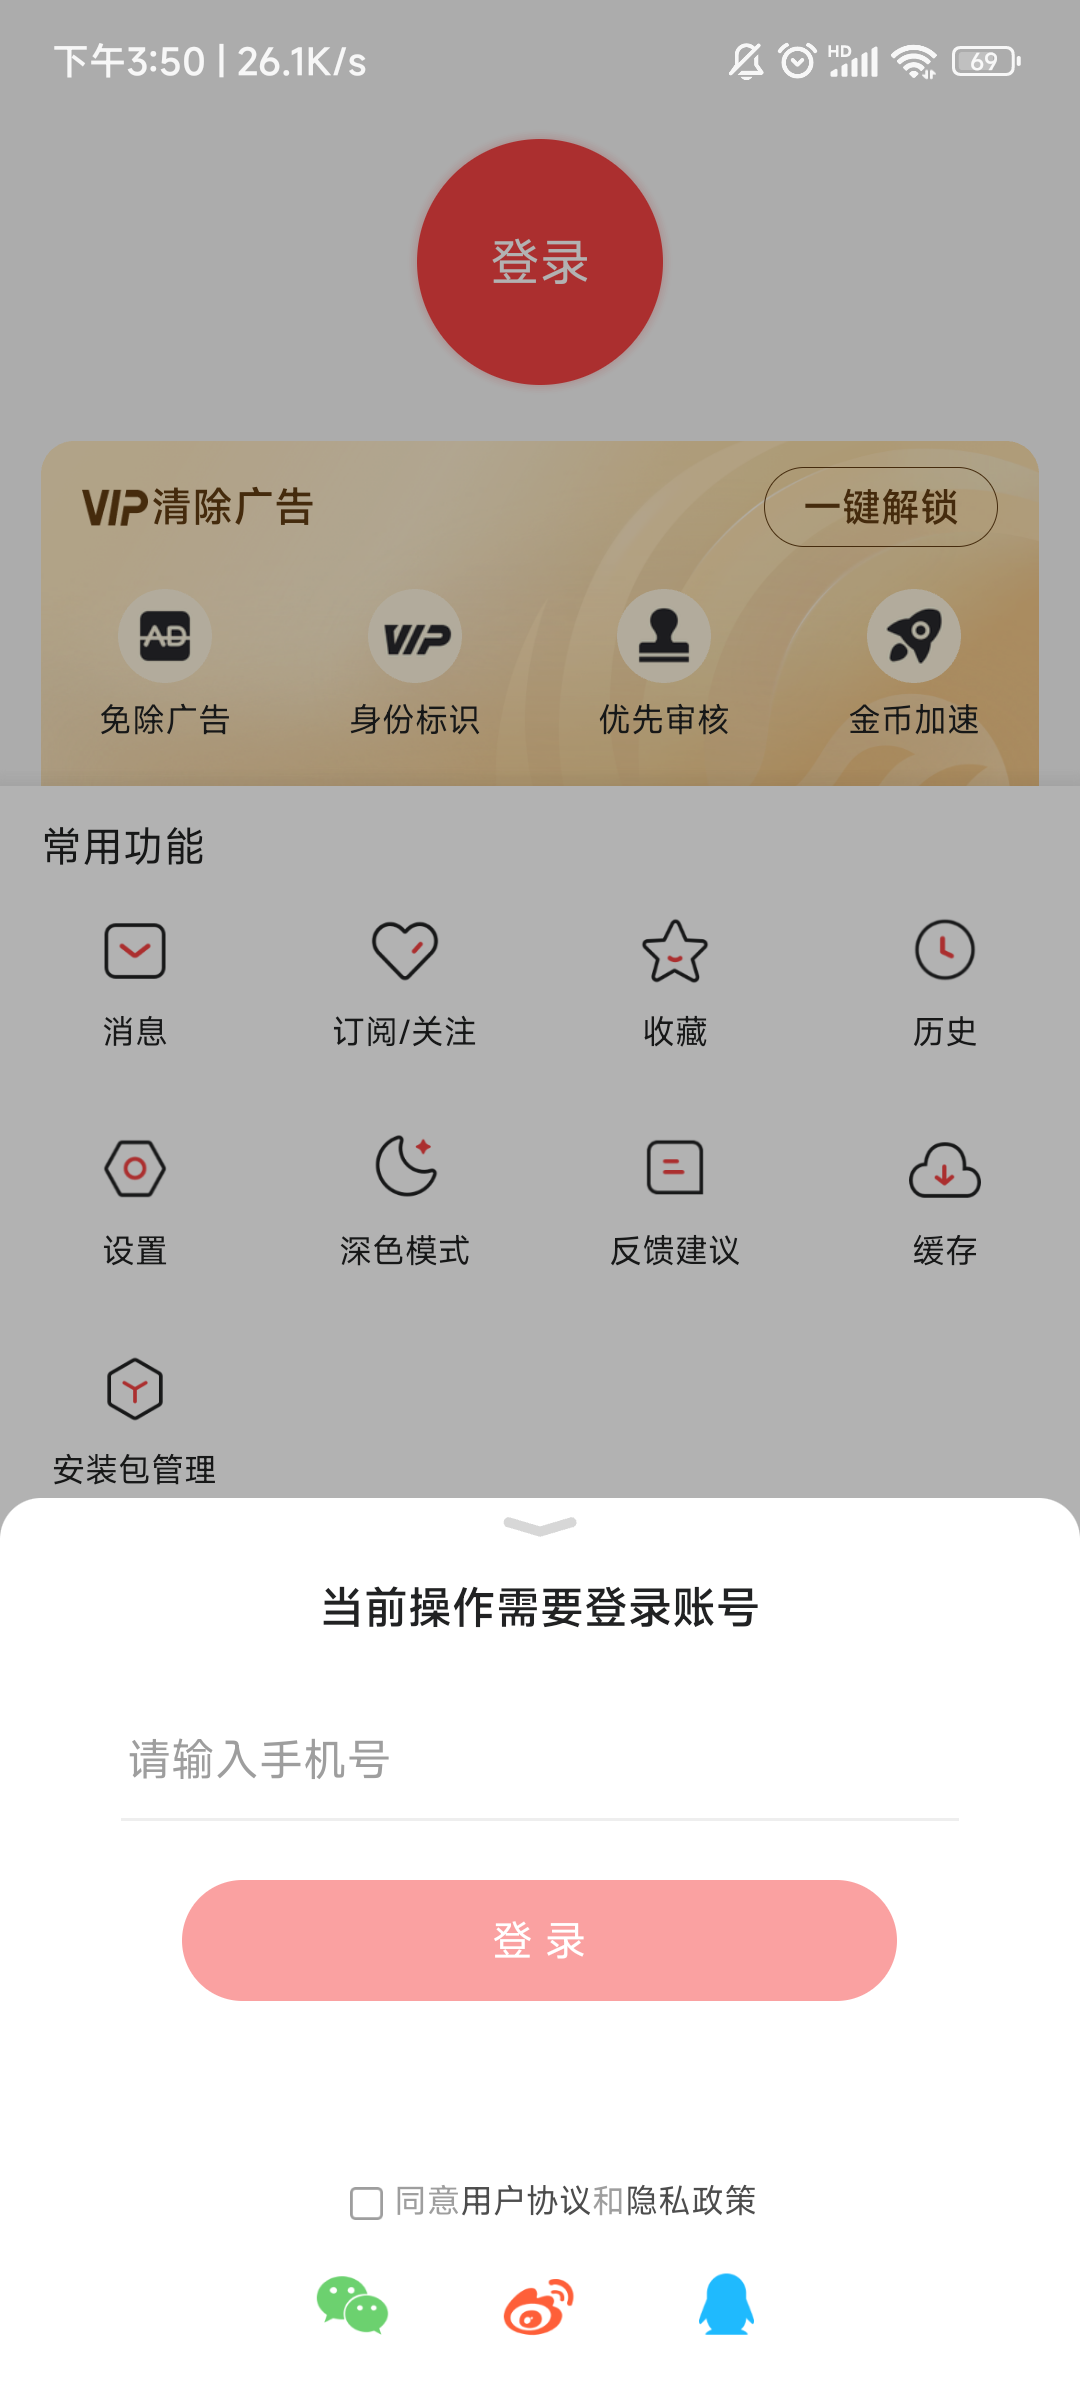 下午3:50 | 26.1K/s HD 69
登录
VIP清除广告 一键解锁
AD VIP
免除广告 身份标识 优先审核 金币加速
常用功能
消息 订阅/关注 收藏 历史
设置 深色模式 反馈建议 缓存
安装包管理
当前操作需要登录账号
请输入手机号
登 录
同意用户协议和隐私政策